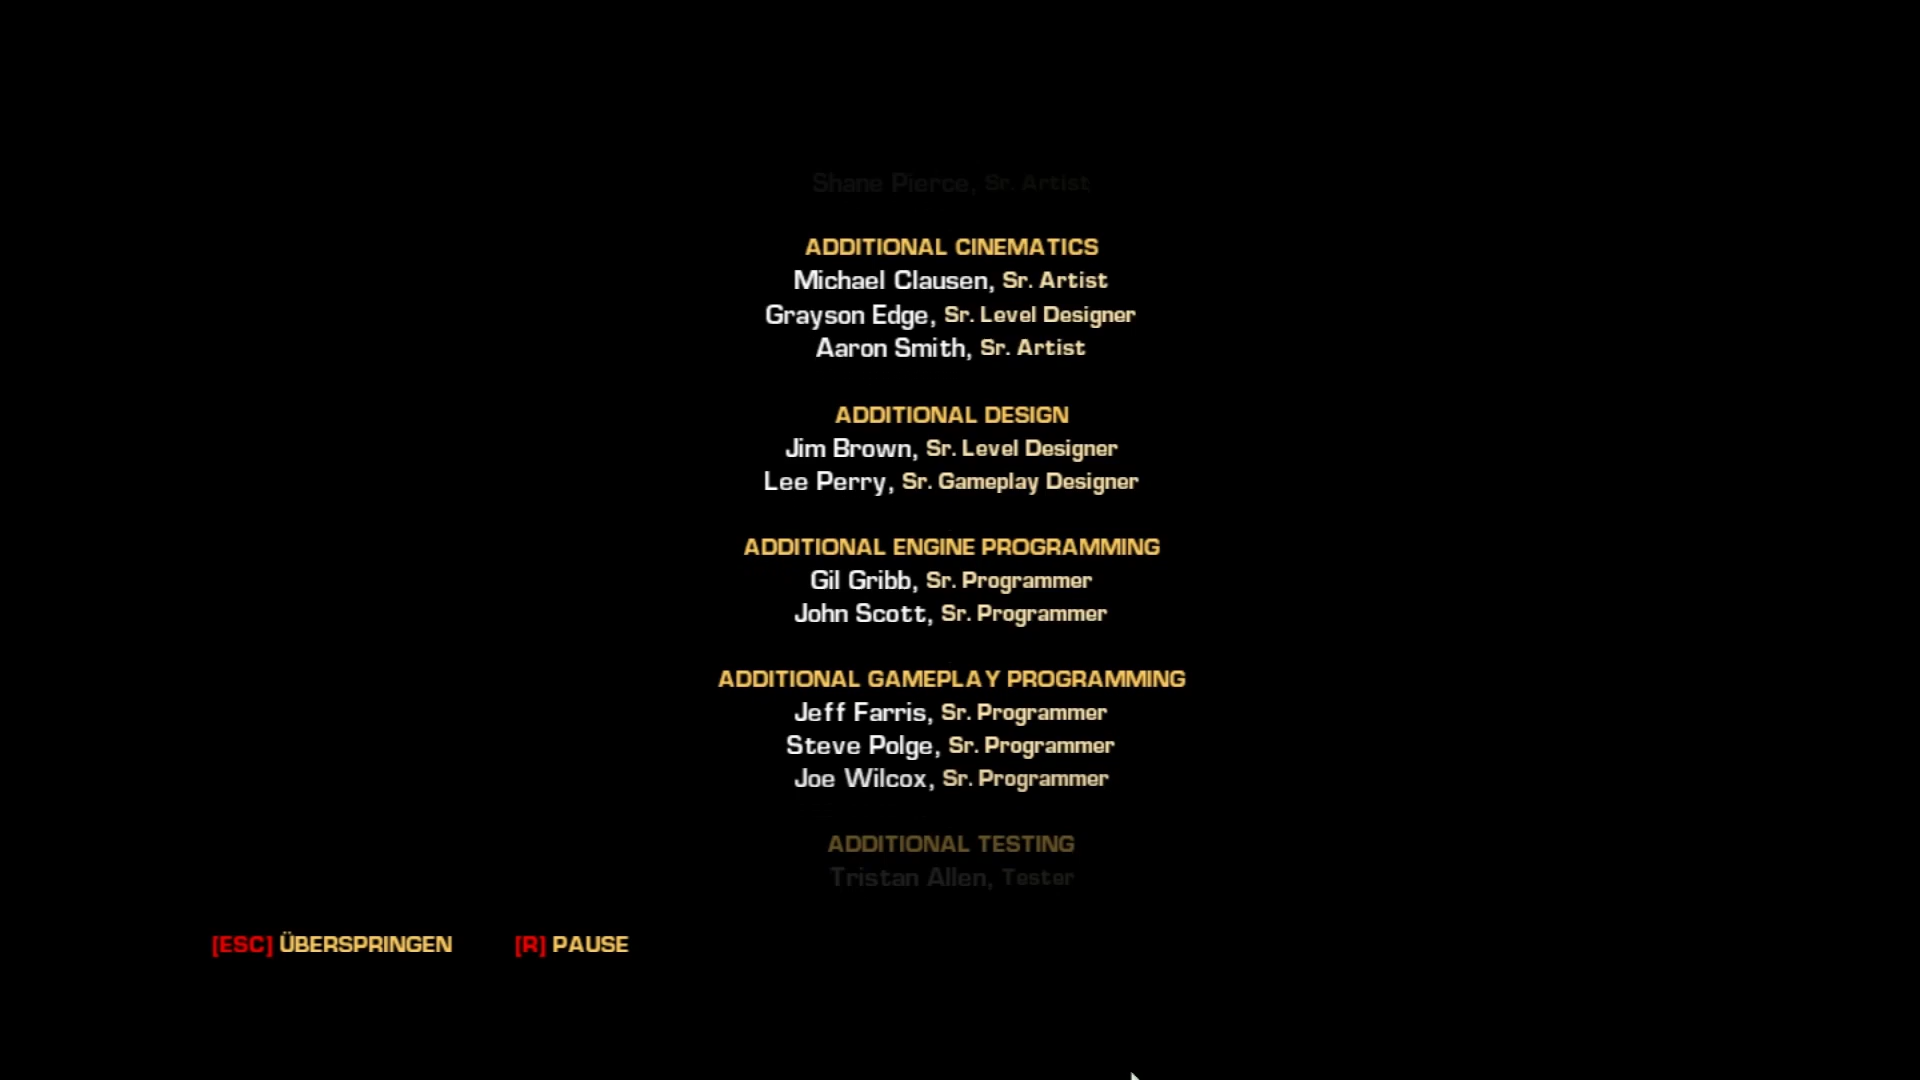 Shane Pierce, Sr. Artist
ADDITIONAL CINEMATICS
Michael Clausen, Sr. Artist
Grayson Edge, Sr. Level Designer
Aaron Smith, Sr. Artist
ADDITIONAL DESIGN
Jim Brown, Sr. Level Designer
Lee Perry, Sr. Gameplay Designer
ADDITIONAL ENGINE PROGRAMMING
Gil Gribb, Sr. Programmer
John Scott, Sr. Programmer
ADDITIONAL GAMEPLAY PROGRAMMING
Jeff Farris, Sr. Programmer
Steve Polge, Sr. Programmer
Joe Wilcox, Sr. Programmer
ADDITIONAL TESTING
Tristan Allen, Tester
[ESC] ÜBERSPRINGEN [R] PAUSE